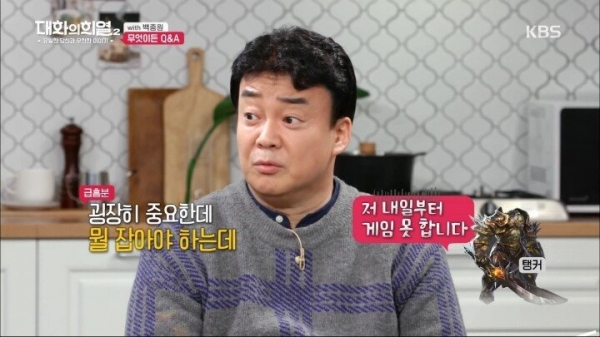 대화의희열2
with 백종원
무엇이든 Q&A
KBS
급흥분
굉장히 중요한데
뭘 잡아야 하는데
저 내일부터
게임 못 합니다
탱커